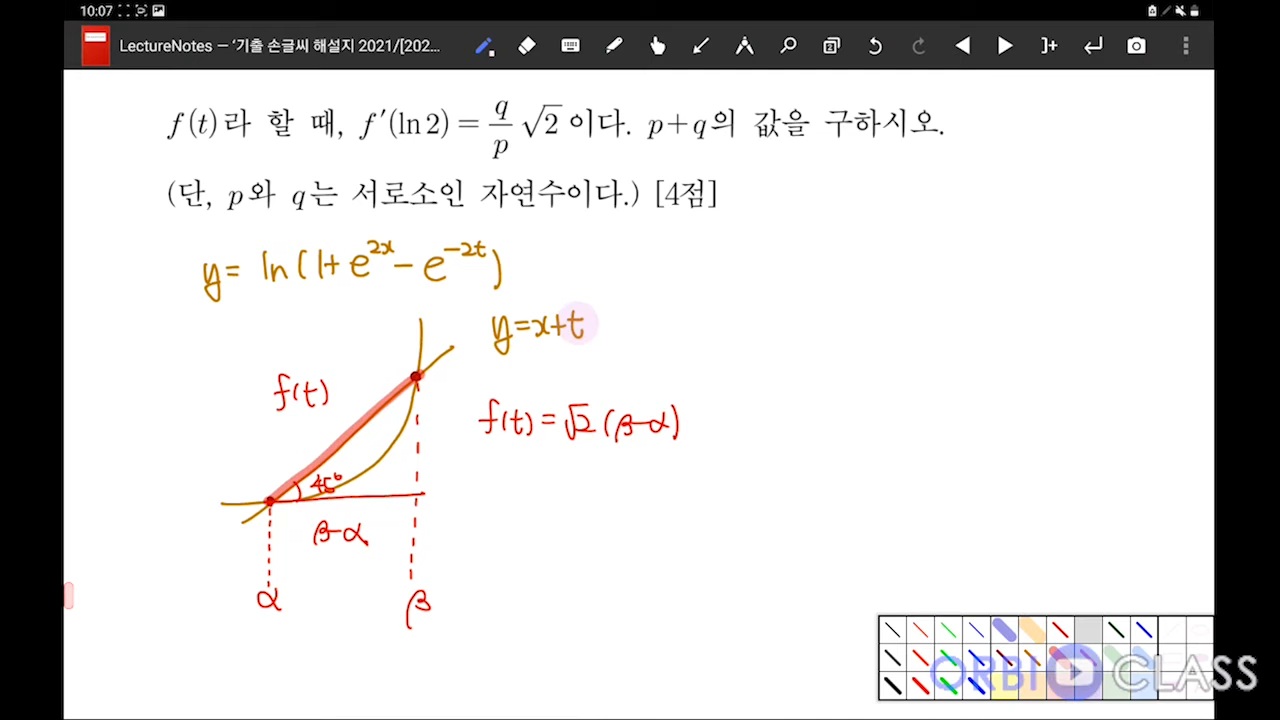 10:07
LectureNotes – ‘기출 손글씨 해설지 2021/[202...
f(t)라 할 때, f′(ln2) = q/p √2 이다. p+q의 값을 구하시오.
(단, p와 q는 서로소인 자연수이다.) [4점]
y = ln(1+e^{2x} − e^{−2t})
y=x+t
f(t)
f(t) = √2 (β−α)
45°
β−α
α β
ORBI CLASS